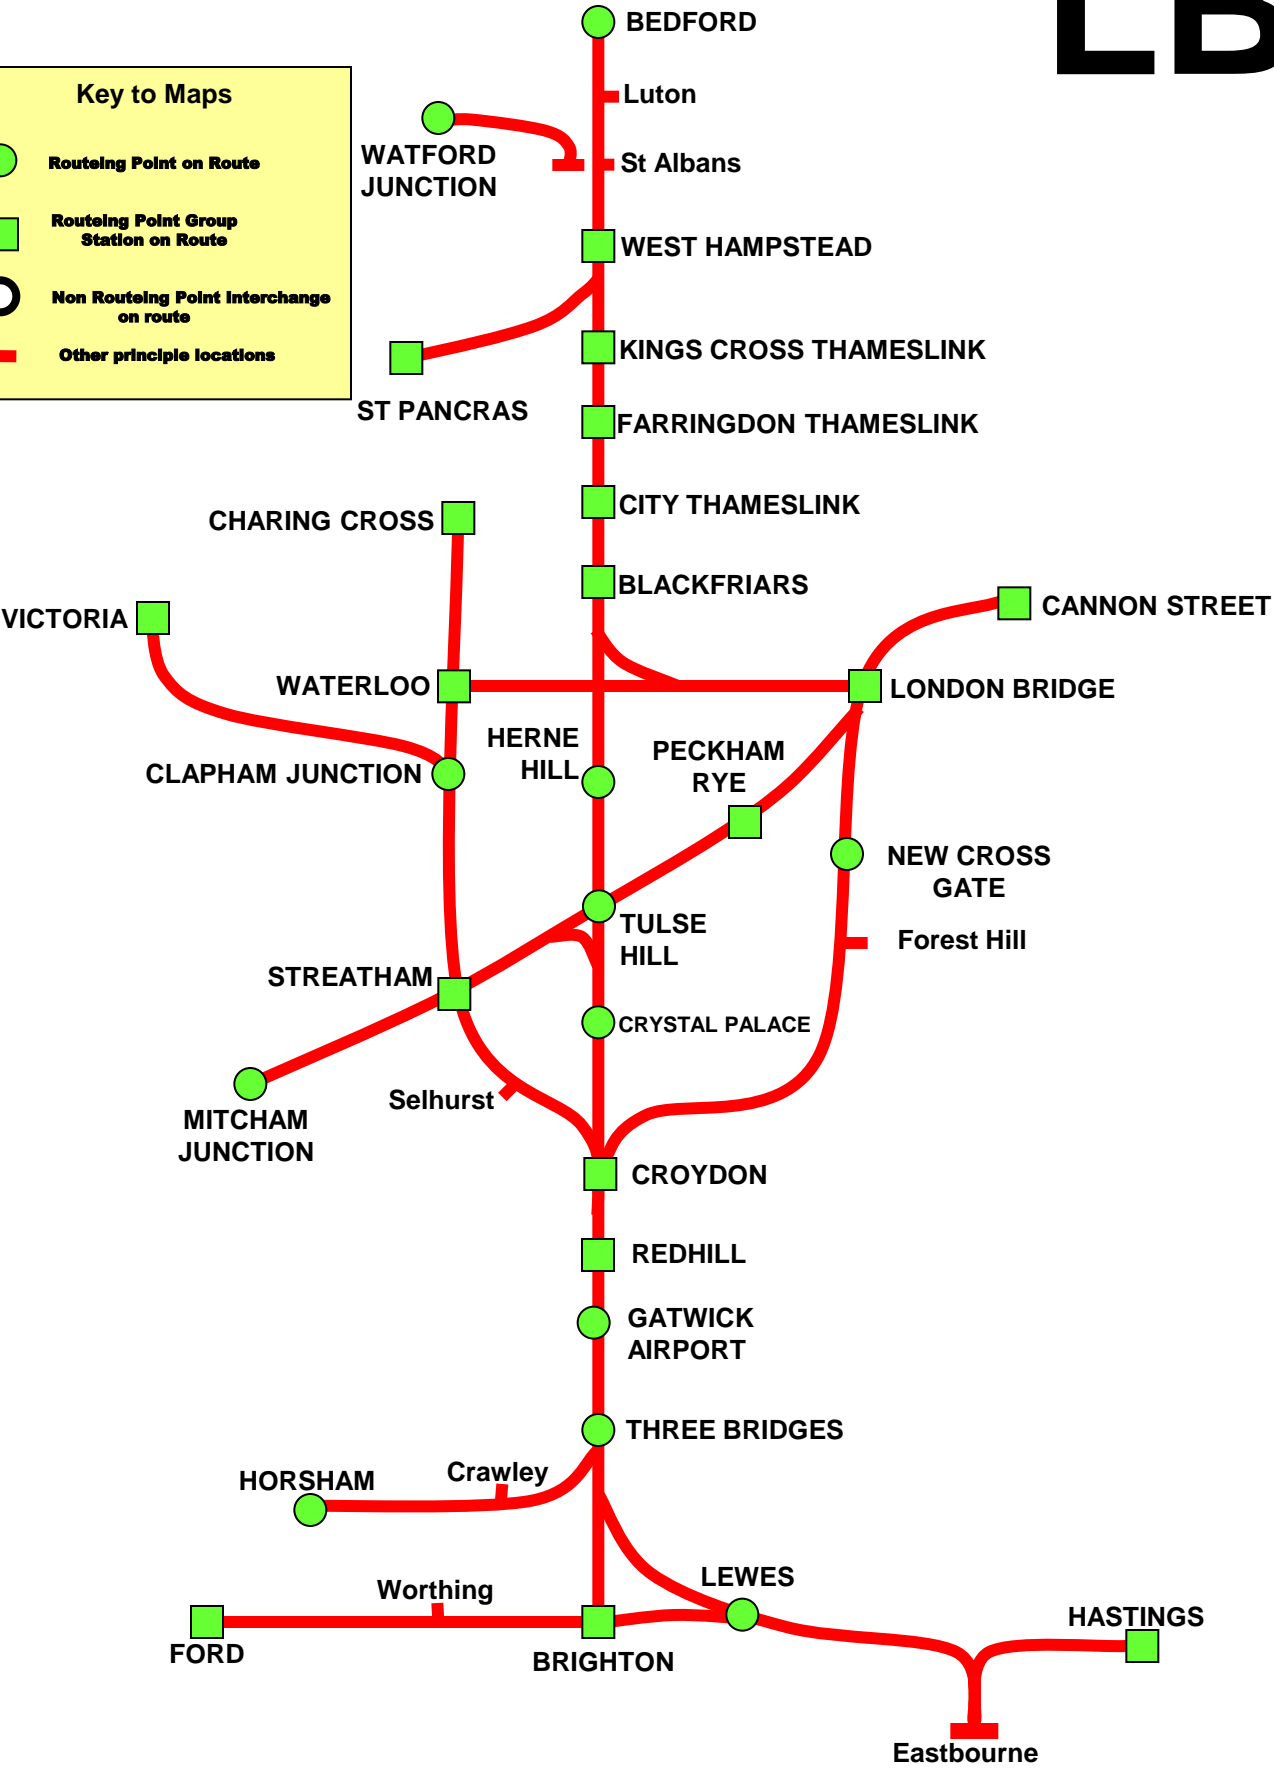 LB
BEDFORD
Key to Maps
Luton
Routeing Point on Route
WATFORD
JUNCTION
St Albans
Routeing Point Group
Station on Route
WEST HAMPSTEAD
Non Routeing Point Interchange
on route
Other principle locations
KINGS CROSS THAMESLINK
ST PANCRAS
FARRINGDON THAMESLINK
CHARING CROSS
CITY THAMESLINK
BLACKFRIARS
VICTORIA
CANNON STREET
WATERLOO
LONDON BRIDGE
HERNE
HILL
PECKHAM
RYE
CLAPHAM JUNCTION
NEW CROSS
GATE
TULSE
HILL
Forest Hill
STREATHAM
CRYSTAL PALACE
Selhurst
MITCHAM
JUNCTION
CROYDON
REDHILL
GATWICK
AIRPORT
THREE BRIDGES
HORSHAM
Crawley
Worthing
LEWES
HASTINGS
FORD
BRIGHTON
Eastbourne